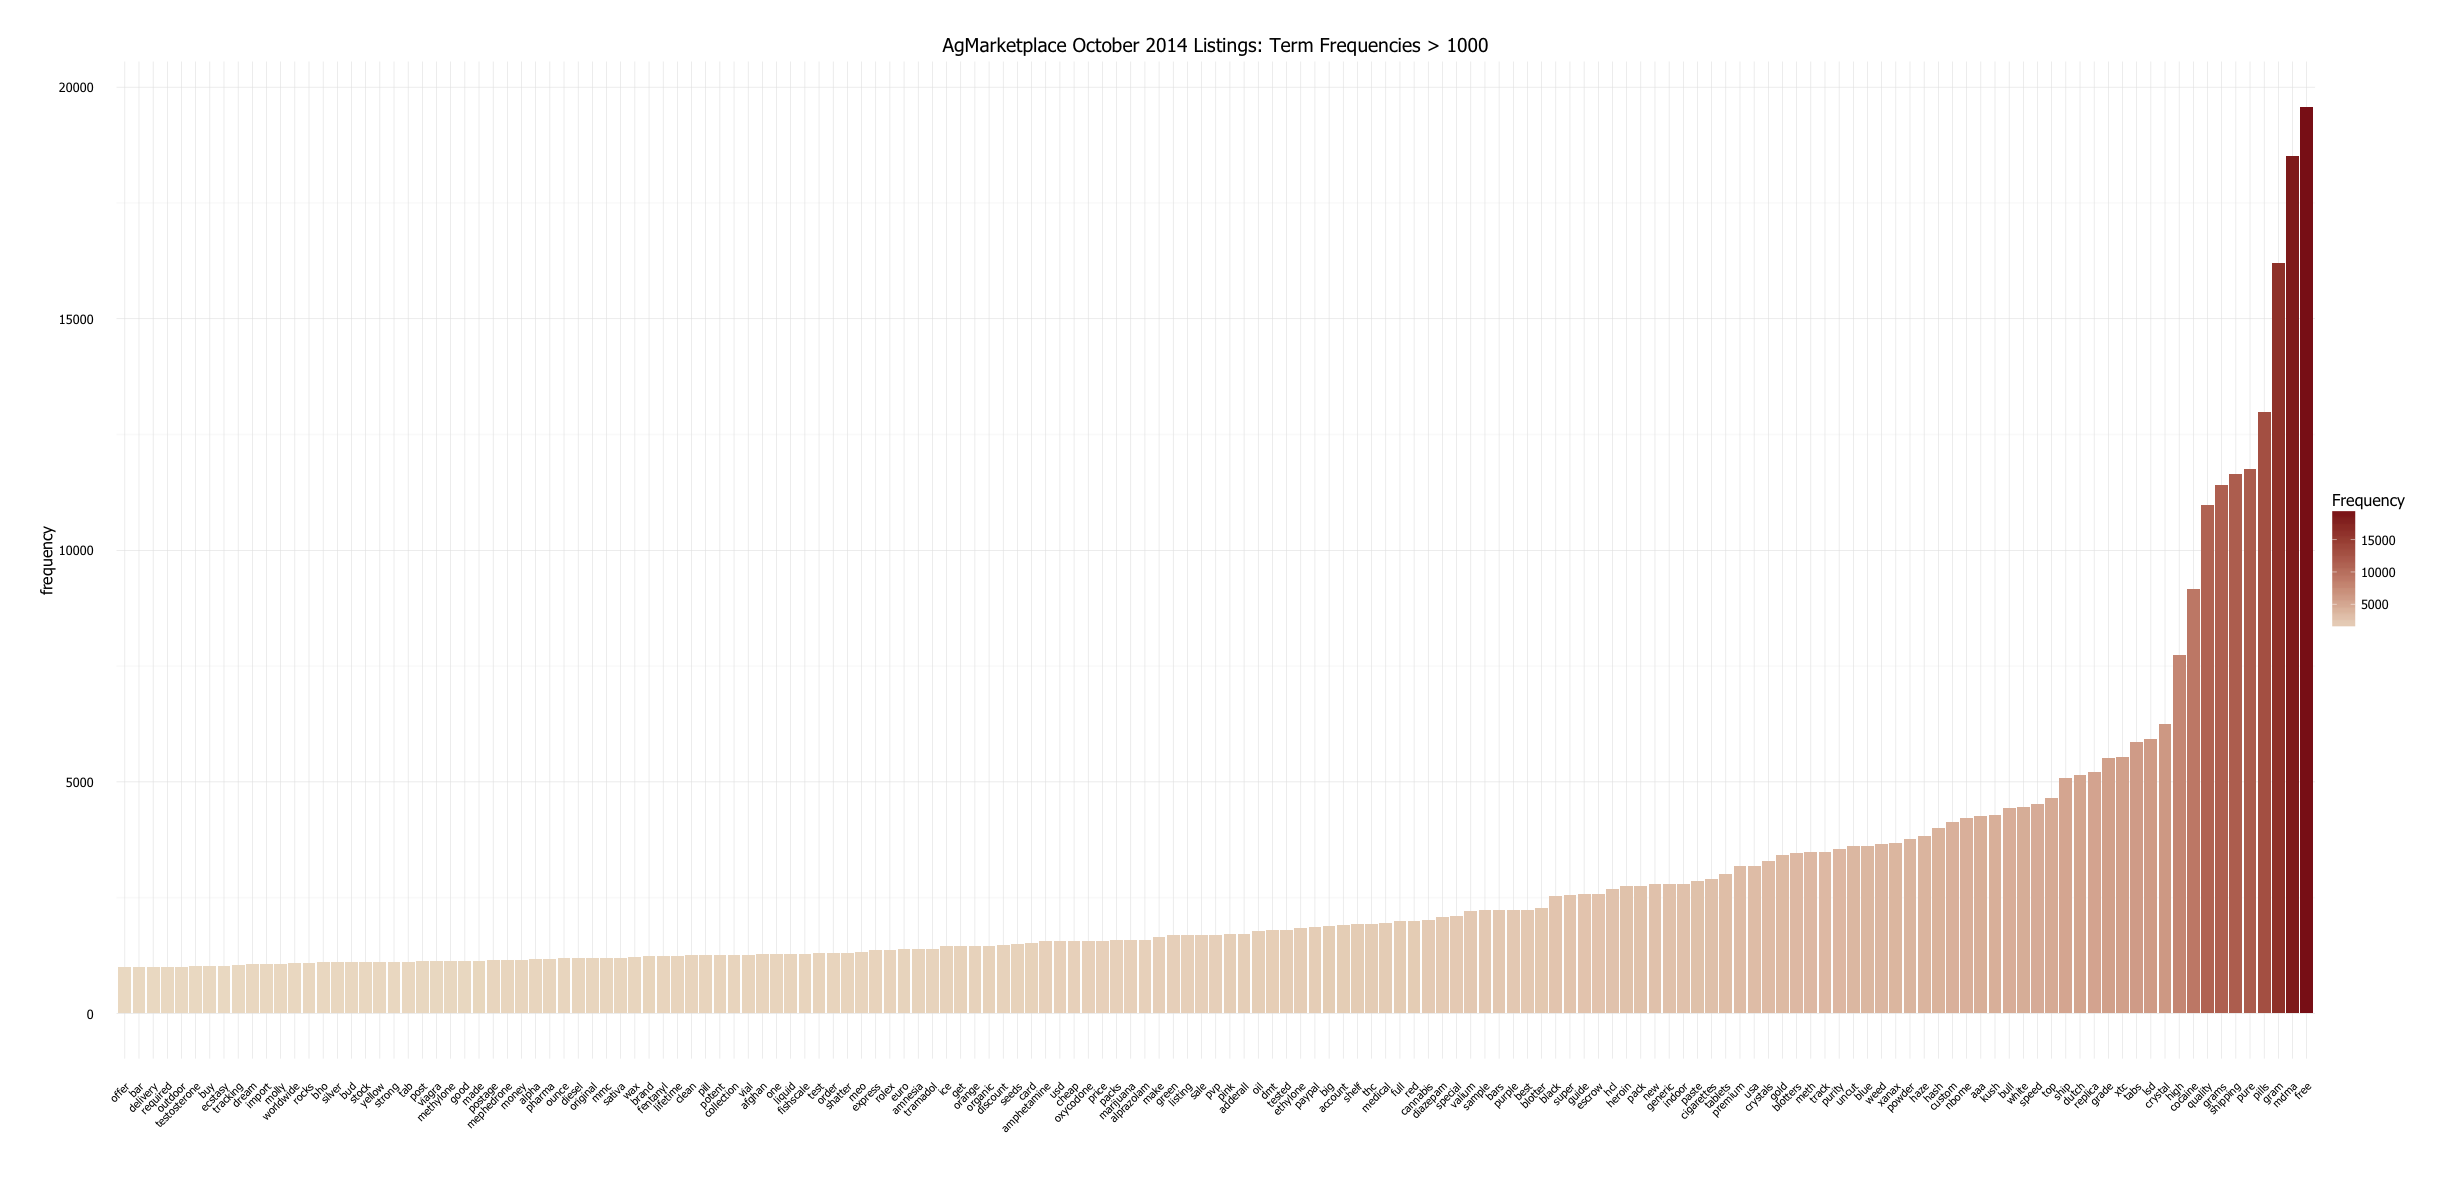 AgMarketplace October 2014 Listings: Term Frequencies > 1000
20000
15000
10000
5000
0
frequency
Frequency
15000
10000
5000
offer
bar
delivery
required
outdoor
testosterone
buy
ecstasy
tracking
dream
import
molly
worldwide
rocks
bho
silver
bud
stock
yellow
strong
tab
post
viagra
methylone
good
made
postage
mephedrone
money
alpha
pharma
ounce
diesel
original
mmc
sativa
wax
brand
fentanyl
lifetime
clean
pill
potent
collection
vial
afghan
one
liquid
fishscale
test
order
shatter
meo
express
rolex
euro
amnesia
tramadol
ice
get
orange
organic
discount
seeds
card
amphetamine
usd
cheap
oxycodone
price
packs
marijuana
alprazolam
make
green
listing
sale
pvp
pink
adderall
oil
dmt
tested
ethylone
paypal
big
account
shelf
thc
medical
full
red
cannabis
diazepam
special
valium
sample
bars
purple
best
blotter
black
super
guide
escrow
hcl
heroin
pack
new
generic
indoor
paste
cigarettes
tablets
premium
usa
crystals
gold
blotters
meth
track
purity
uncut
blue
weed
xanax
powder
haze
hash
custom
nbome
aaa
kush
bull
white
speed
top
ship
dutch
replica
grade
xtc
tabs
lsd
crystal
high
cocaine
quality
grams
shipping
pure
pills
gram
mdma
free